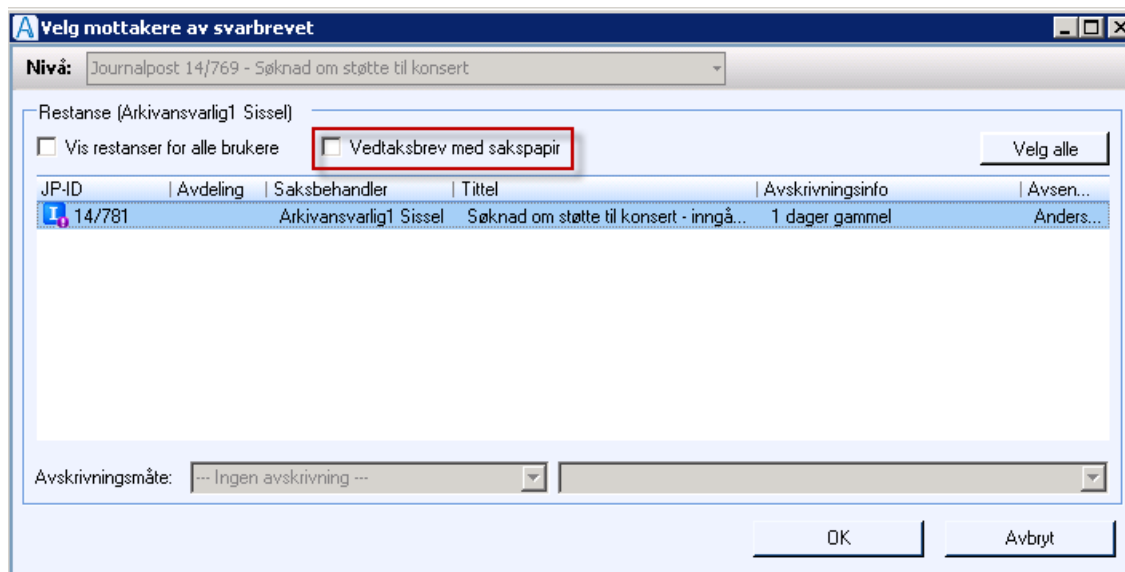 Velg mottakere av svarbrevet
Nivå: Journalpost 14/769 - Søknad om støtte til konsert
Restanse (Arkivansvarlig1 Sissel)
Vis restanser for alle brukere Vedtaksbrev med sakspapir Velg alle
JP-ID Avdeling Saksbehandler Tittel Avskrivningsinfo Avsen...
14/781 Arkivansvarlig1 Sissel Søknad om støtte til konsert - inngå... 1 dager gammel Anders...
Avskrivningsmåte: --- Ingen avskrivning ---
OK Avbryt